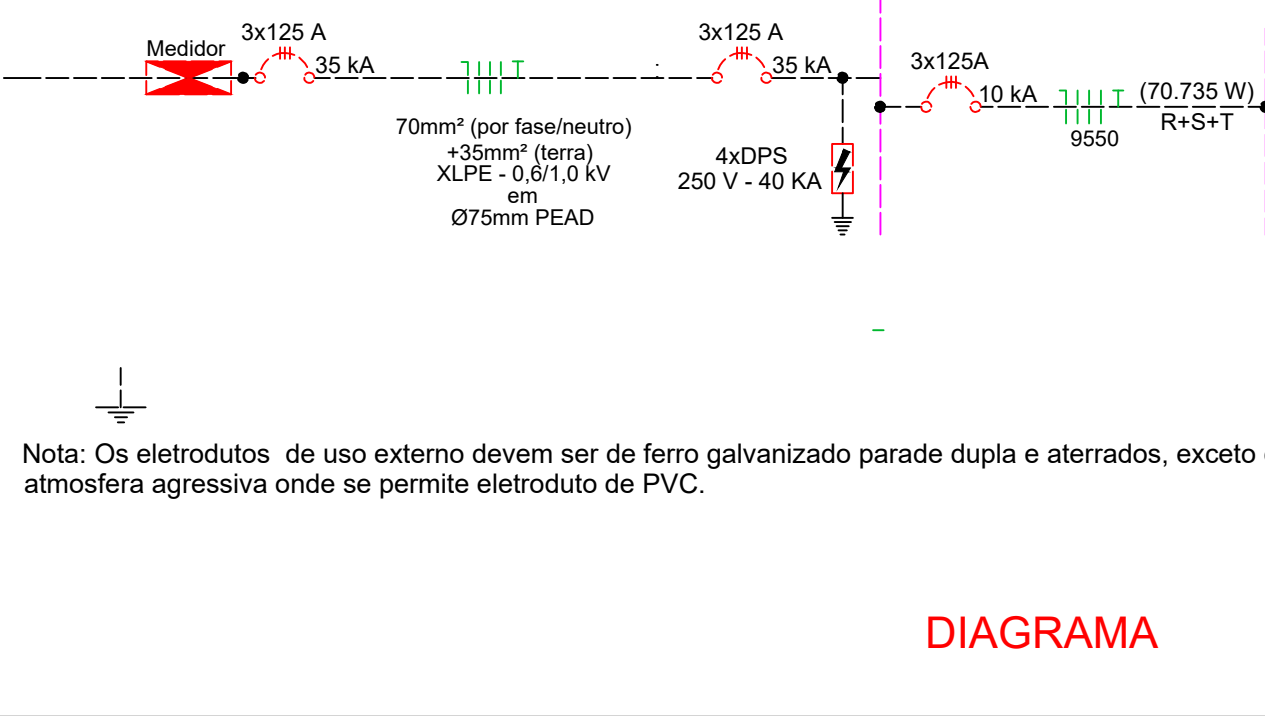 Medidor
3x125 A
35 kA
70mm² (por fase/neutro)
+35mm² (terra)
XLPE - 0,6/1,0 kV
em
Ø75mm PEAD
3x125 A
35 kA
4xDPS
250 V - 40 KA
3x125A
10 kA
(70.735 W)
R+S+T
9550
Nota: Os eletrodutos  de uso externo devem ser de ferro galvanizado parade dupla e aterrados, exceto
atmosfera agressiva onde se permite eletroduto de PVC.
DIAGRAMA